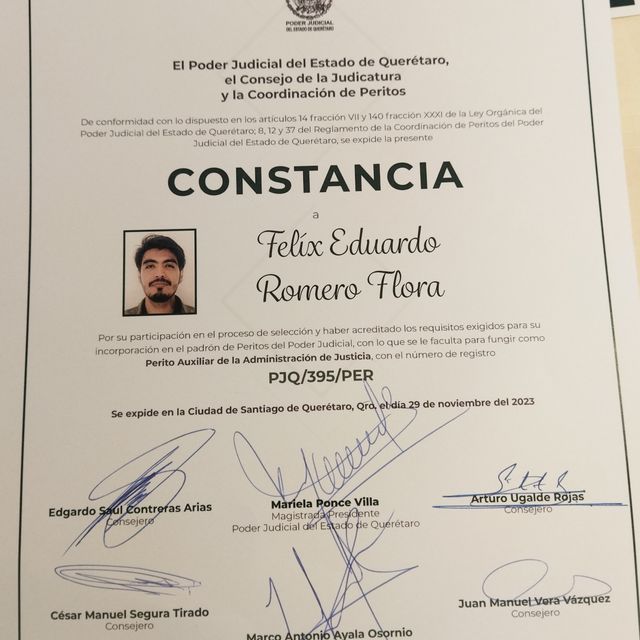 PODER JUDICIAL
DEL ESTADO DE QUERÉTARO
El Poder Judicial del Estado de Querétaro,
el Consejo de la Judicatura
y la Coordinación de Peritos
De conformidad con lo dispuesto en los artículos 14 fracción VII y 140 fracción XXXI de la Ley Orgánica del
Poder Judicial del Estado de Querétaro; 8, 12 y 37 del Reglamento de la Coordinación de Peritos del Poder
Judicial del Estado de Querétaro, se expide la presente
CONSTANCIA
a
Felíx Eduardo
Romero Flora
Por su participación en el proceso de selección y haber acreditado los requisitos exigidos para su
incorporación en el padrón de Peritos del Poder Judicial, con lo que se le faculta para fungir como
Perito Auxiliar de la Administración de Justicia, con el número de registro
PJQ/395/PER
Se expide en la Ciudad de Santiago de Querétaro, Qro. el día 29 de noviembre del 2023
Edgardo Saúl Contreras Arias
Consejero
Mariela Ponce Villa
Magistrada Presidente
Poder Judicial del Estado de Querétaro
Arturo Ugalde Rojas
Consejero
César Manuel Segura Tirado
Consejero
Marco Antonio Ayala Osornio
Juan Manuel Vera Vázquez
Consejero